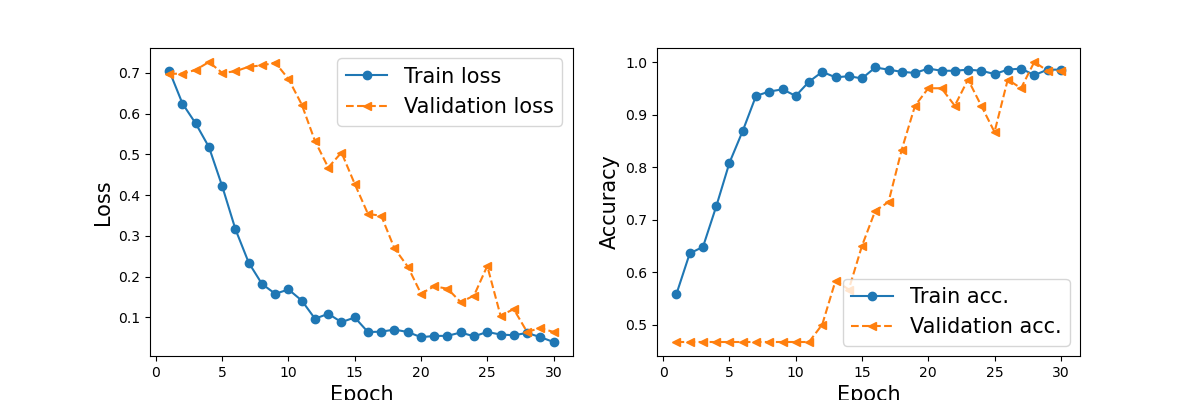 0.7
0.6
0.5
0.4
0.3
0.2
0.1
Loss
0 5 10 15 20 25 30
Epoch
Train loss
Validation loss
1.0
0.9
0.8
0.7
0.6
0.5
Accuracy
0 5 10 15 20 25 30
Epoch
Train acc.
Validation acc.